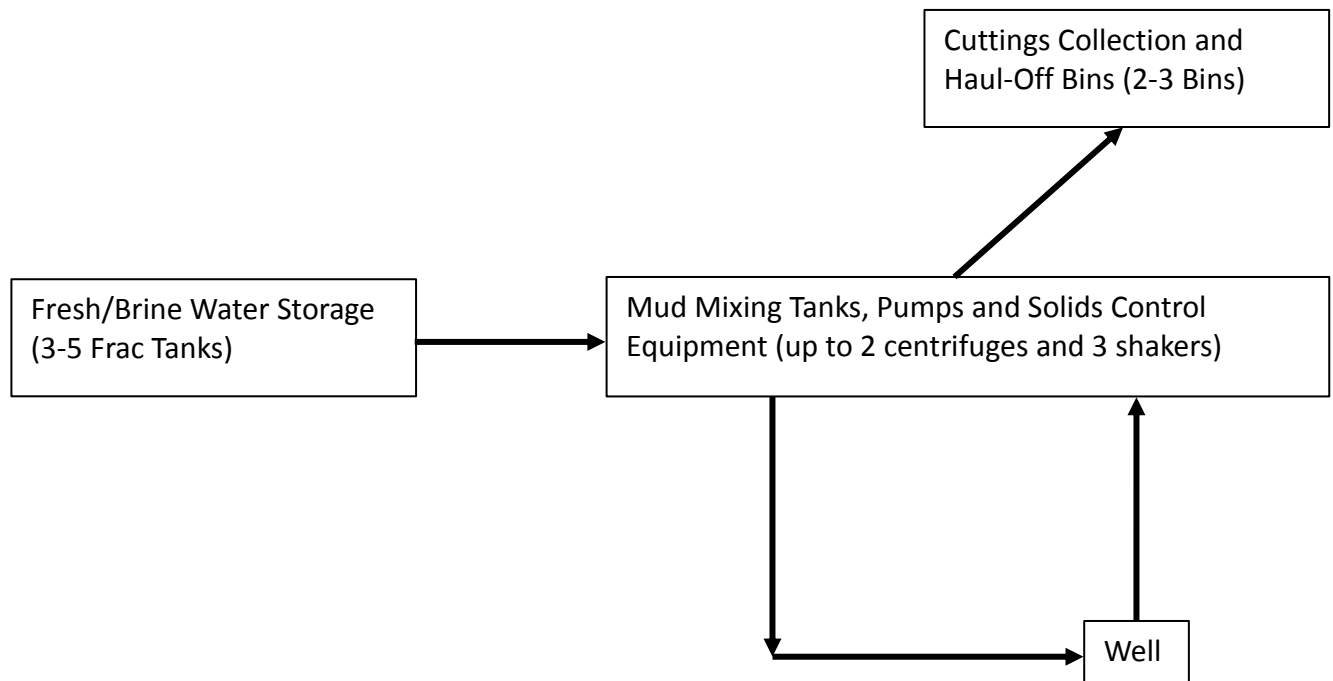 Cuttings Collection and
Haul-Off Bins (2-3 Bins)
Fresh/Brine Water Storage
(3-5 Frac Tanks)
Mud Mixing Tanks, Pumps and Solids Control
Equipment (up to 2 centrifuges and 3 shakers)
Well